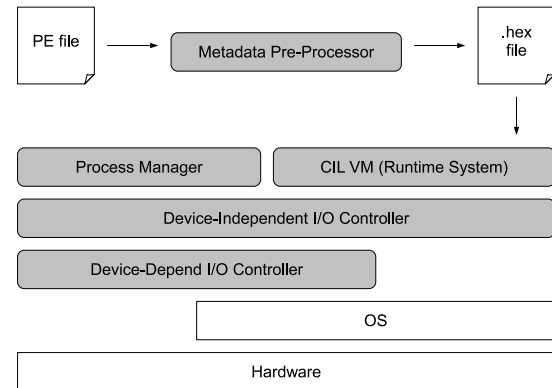 PE file
Metadata Pre-Processor
.hex
file
Process Manager
CIL VM (Runtime System)
Device-Independent I/O Controller
Device-Depend I/O Controller
OS
Hardware